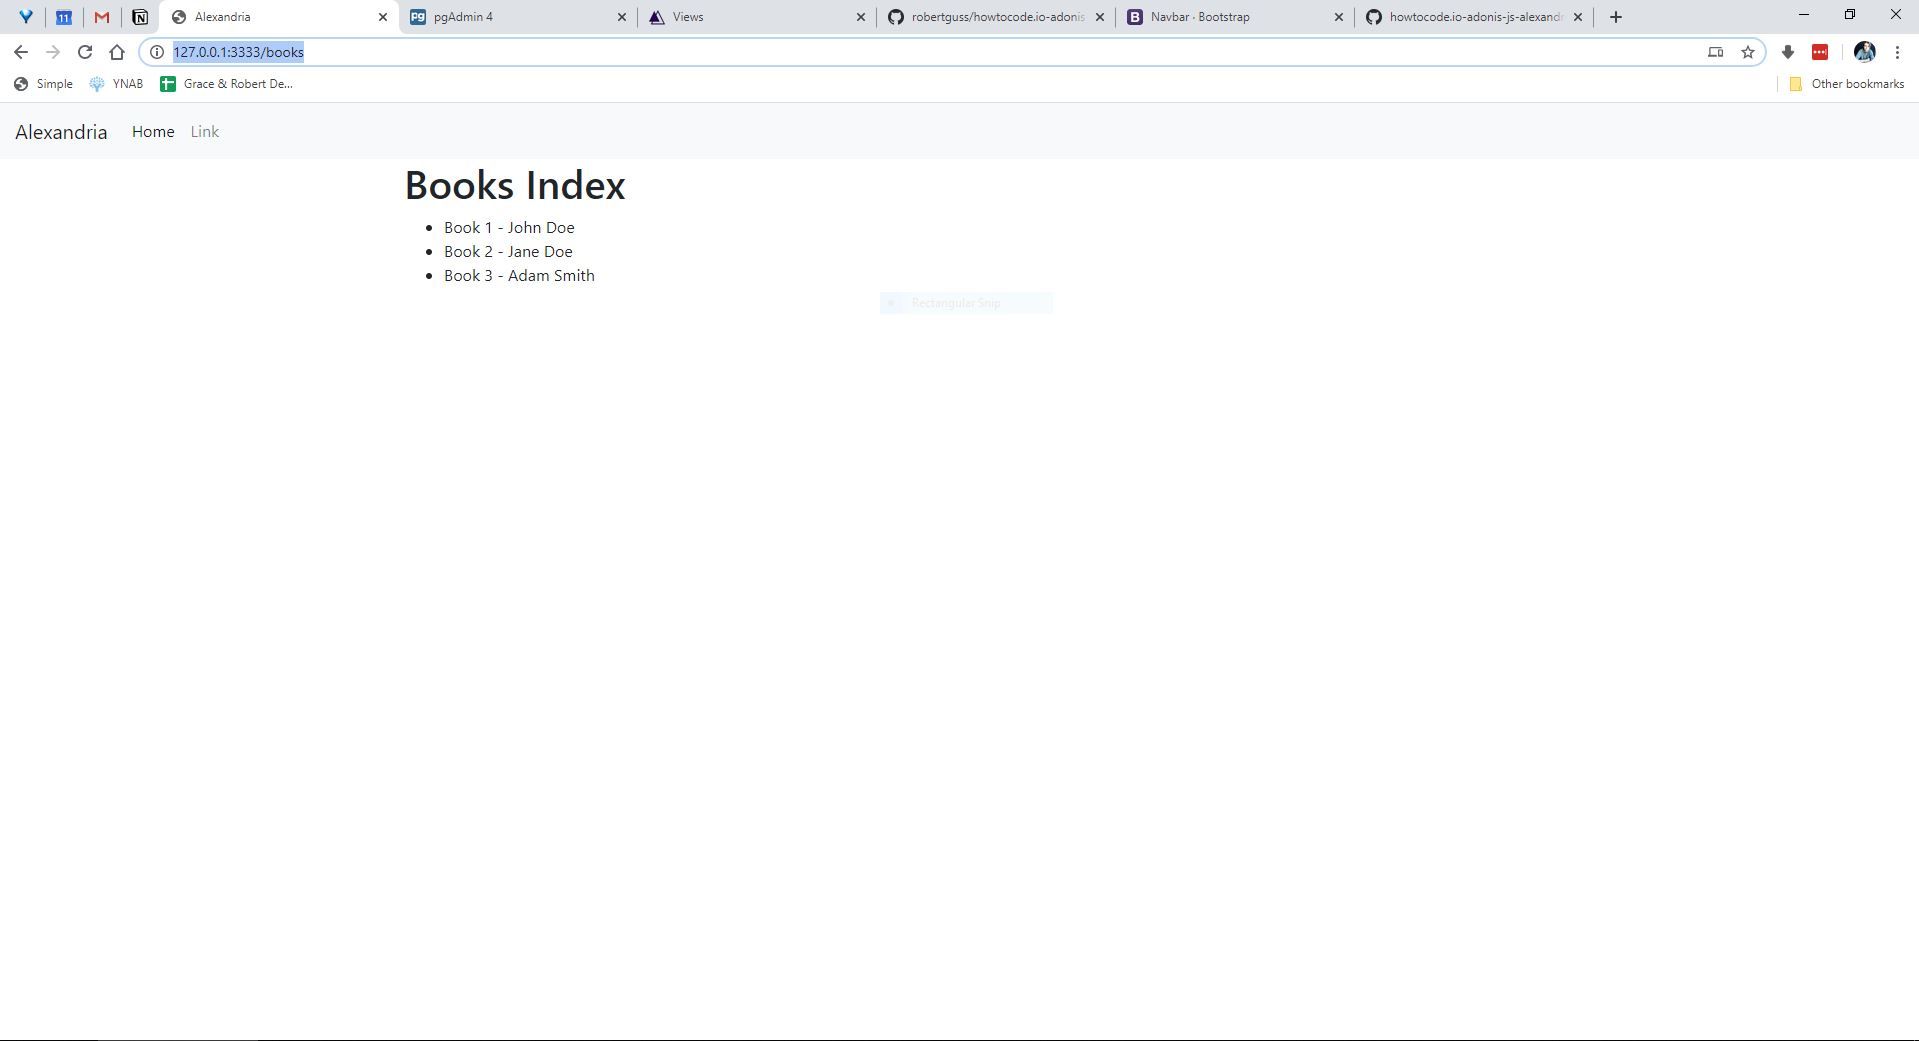 Alexandria
pgAdmin 4
Views
robertguss/howtocode.io-adonis
Navbar · Bootstrap
howtocode.io-adonis-js-alexandr
11
127.0.0.1:3333/books
Simple
YNAB
Grace & Robert De...
Other bookmarks
Alexandria Home Link
Books Index
• Book 1 - John Doe
• Book 2 - Jane Doe
• Book 3 - Adam Smith
Rectangular Snip